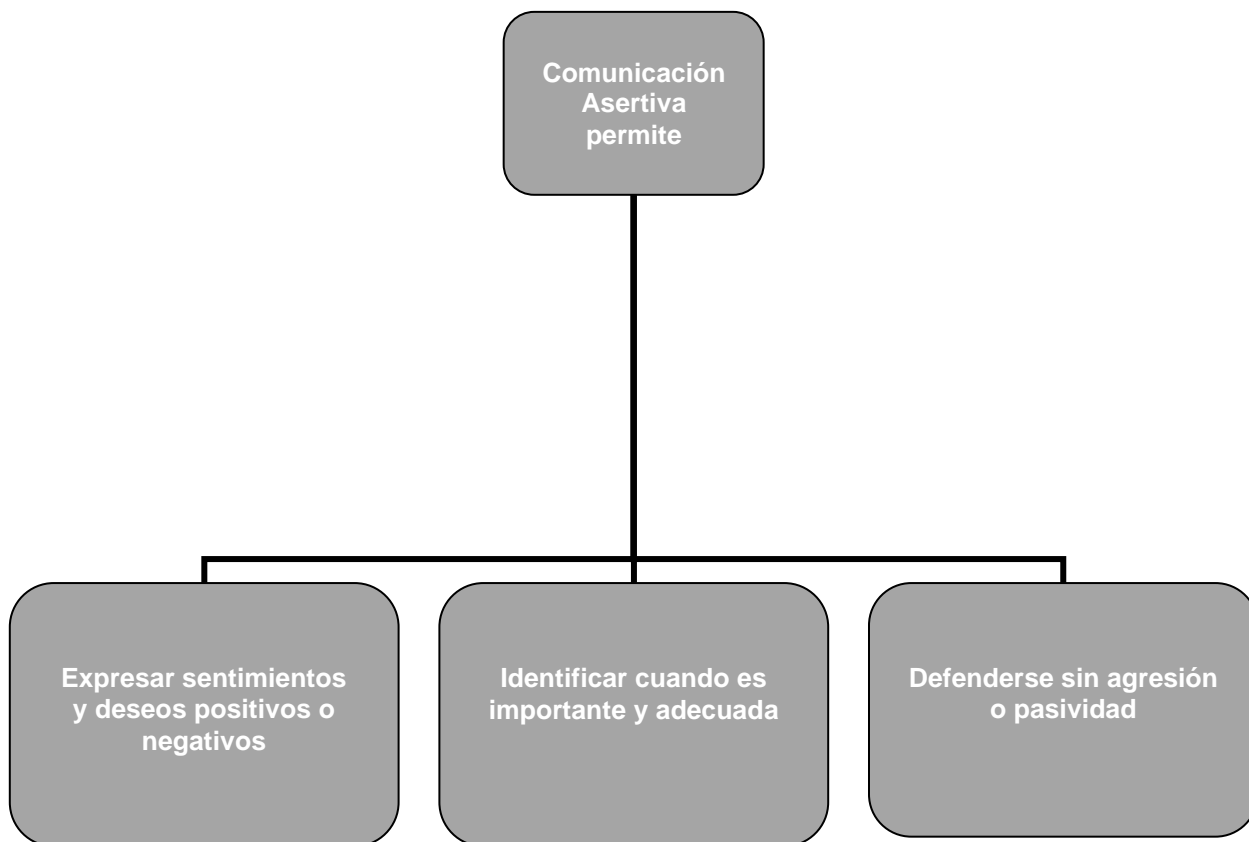 Comunicación
Asertiva
permite
Expresar sentimientos
y deseos positivos o
negativos
Identificar cuando es
importante y adecuada
Defenderse sin agresión
o pasividad